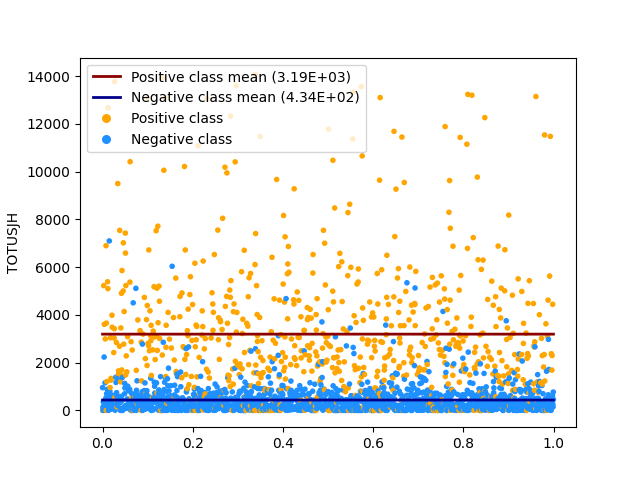 14000
12000
10000
8000
6000
4000
2000
0
TOTUSJH
Positive class mean (3.19E+03)
Negative class mean (4.34E+02)
Positive class
Negative class
0.0 0.2 0.4 0.6 0.8 1.0